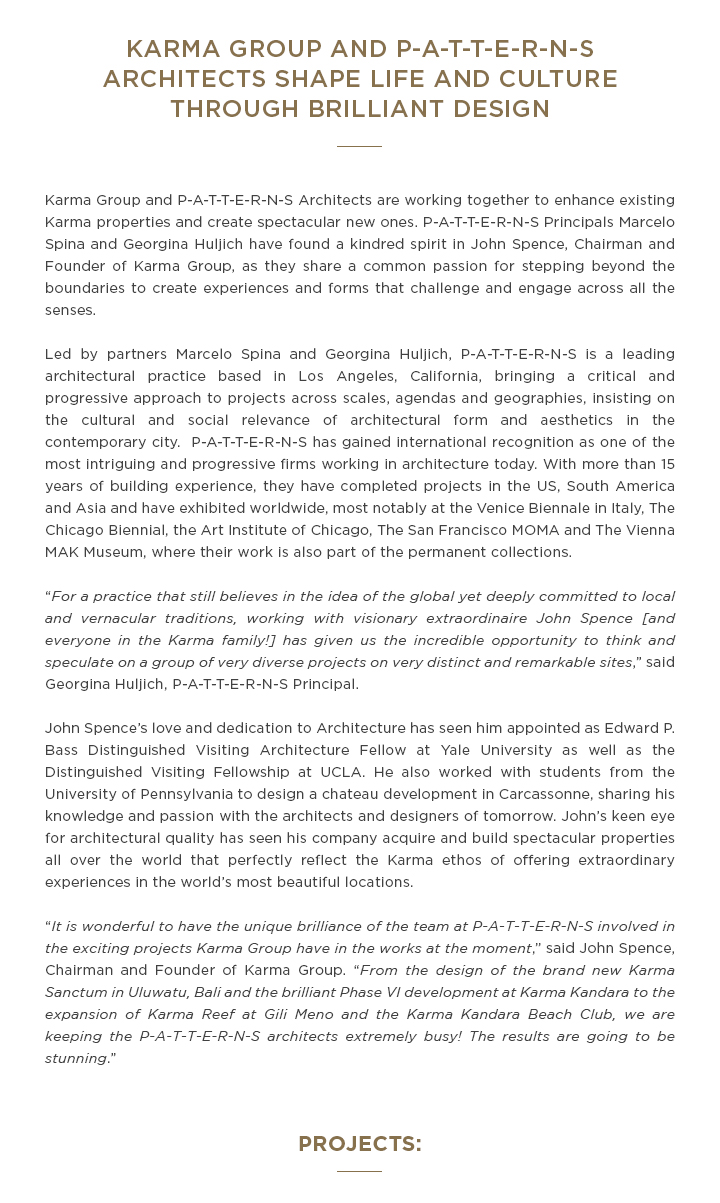 KARMA GROUP AND P-A-T-T-E-R-N-S
ARCHITECTS SHAPE LIFE AND CULTURE
THROUGH BRILLIANT DESIGN
Karma Group and P-A-T-T-E-R-N-S Architects are working together to enhance existing
Karma properties and create spectacular new ones. P-A-T-T-E-R-N-S Principals Marcelo
Spina and Georgina Huljich have found a kindred spirit in John Spence, Chairman and
Founder of Karma Group, as they share a common passion for stepping beyond the
boundaries to create experiences and forms that challenge and engage across all the
senses.
Led by partners Marcelo Spina and Georgina Huljich, P-A-T-T-E-R-N-S is a leading
architectural practice based in Los Angeles, California, bringing a critical and
progressive approach to projects across scales, agendas and geographies, insisting on
the cultural and social relevance of architectural form and aesthetics in the
contemporary city.  P-A-T-T-E-R-N-S has gained international recognition as one of the
most intriguing and progressive firms working in architecture today. With more than 15
years of building experience, they have completed projects in the US, South America
and Asia and have exhibited worldwide, most notably at the Venice Biennale in Italy, The
Chicago Biennial, the Art Institute of Chicago, The San Francisco MOMA and The Vienna
MAK Museum, where their work is also part of the permanent collections.
“For a practice that still believes in the idea of the global yet deeply committed to local
and vernacular traditions, working with visionary extraordinaire John Spence [and
everyone in the Karma family!] has given us the incredible opportunity to think and
speculate on a group of very diverse projects on very distinct and remarkable sites,” said
Georgina Huljich, P-A-T-T-E-R-N-S Principal.
John Spence’s love and dedication to Architecture has seen him appointed as Edward P.
Bass Distinguished Visiting Architecture Fellow at Yale University as well as the
Distinguished Visiting Fellowship at UCLA. He also worked with students from the
University of Pennsylvania to design a chateau development in Carcassonne, sharing his
knowledge and passion with the architects and designers of tomorrow. John’s keen eye
for architectural quality has seen his company acquire and build spectacular properties
all over the world that perfectly reflect the Karma ethos of offering extraordinary
experiences in the world’s most beautiful locations.
“It is wonderful to have the unique brilliance of the team at P-A-T-T-E-R-N-S involved in
the exciting projects Karma Group have in the works at the moment,” said John Spence,
Chairman and Founder of Karma Group. “From the design of the brand new Karma
Sanctum in Uluwatu, Bali and the brilliant Phase VI development at Karma Kandara to the
expansion of Karma Reef at Gili Meno and the Karma Kandara Beach Club, we are
keeping the P-A-T-T-E-R-N-S architects extremely busy! The results are going to be
stunning.”
PROJECTS: